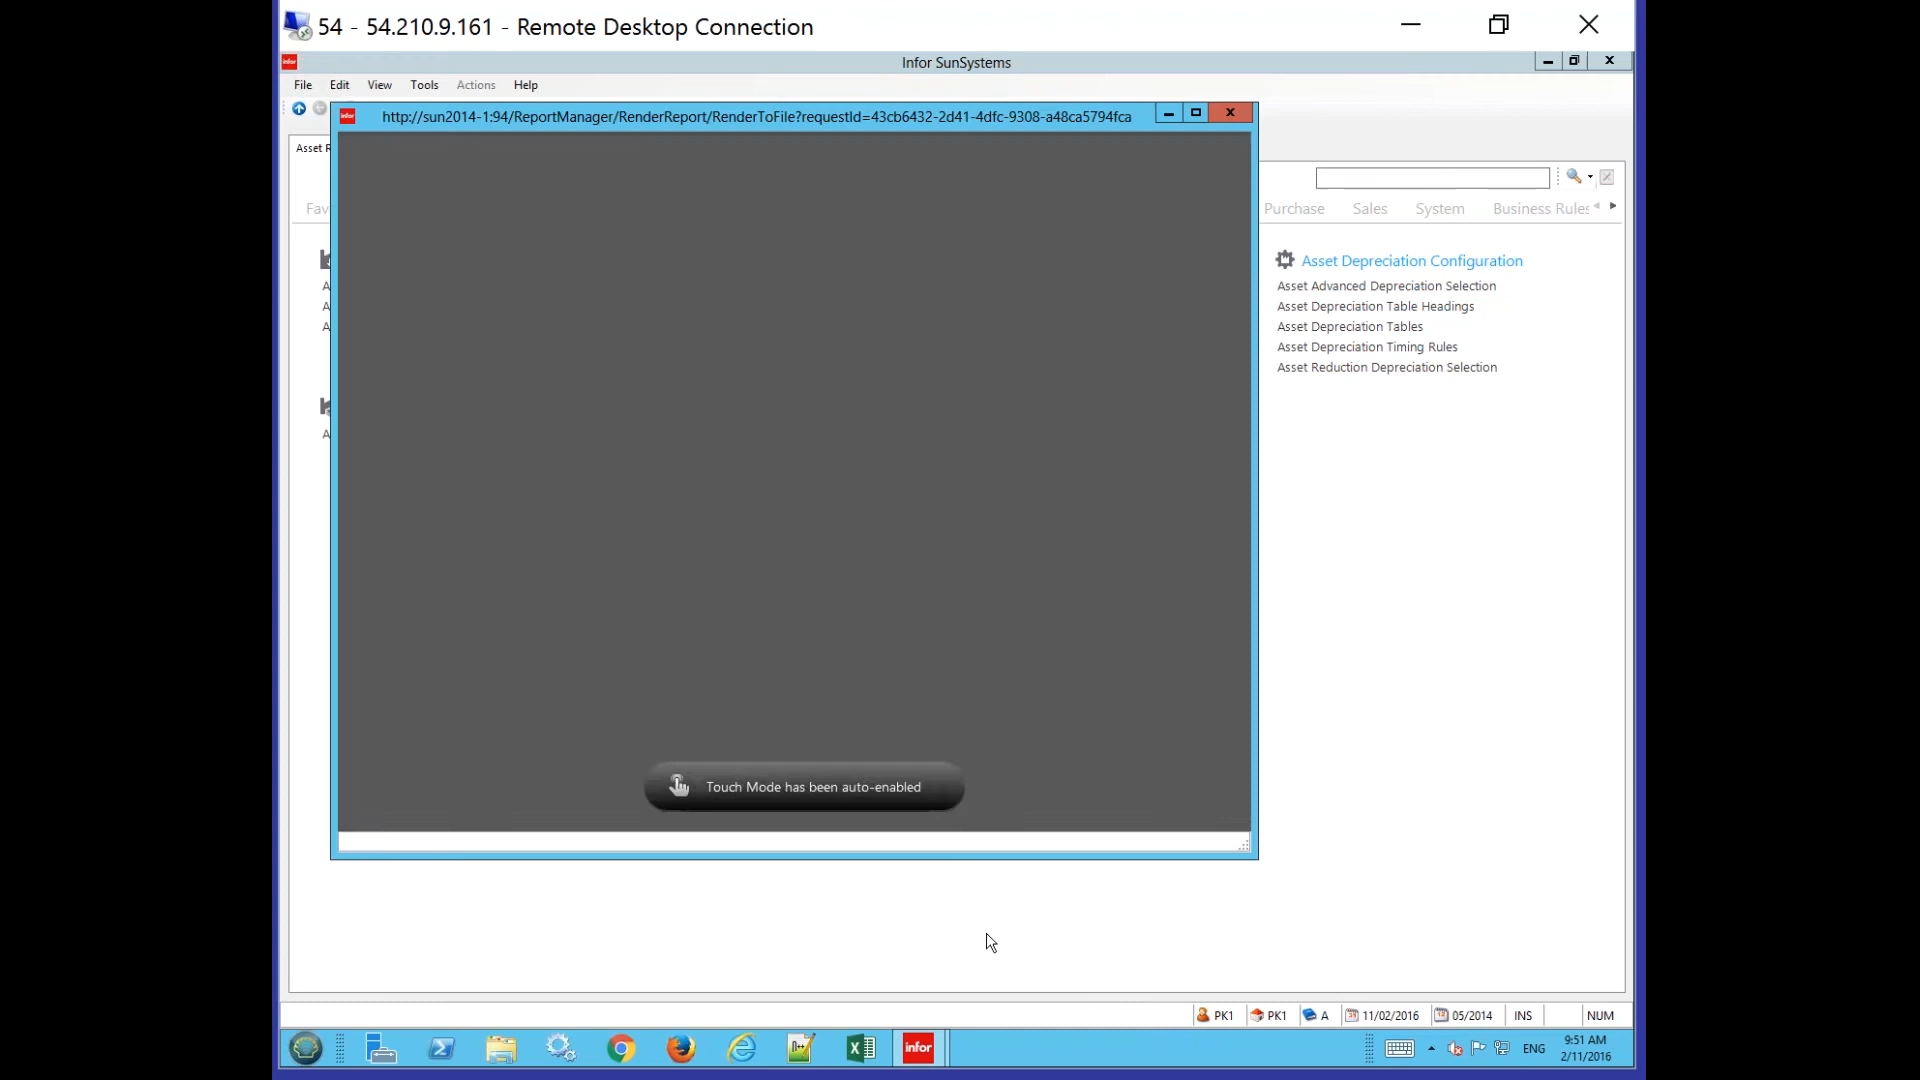 54 - 54.210.9.161 - Remote Desktop Connection
infor
Infor SunSystems
File Edit View Tools Actions Help
infor
http://sun2014-1:94/ReportManager/RenderReport/RenderToFile?requestId=43cb6432-2d41-4dfc-9308-a48ca5794fca
Asset R
Fav
Purchase Sales System Business Rules
Asset Depreciation Configuration
A
Asset Advanced Depreciation Selection
A
Asset Depreciation Table Headings
A
Asset Depreciation Tables
Asset Depreciation Timing Rules
Asset Reduction Depreciation Selection
A
Touch Mode has been auto-enabled
PK1 PK1 A 11/02/2016 05/2014 INS NUM
infor
ENG
9:51 AM
2/11/2016